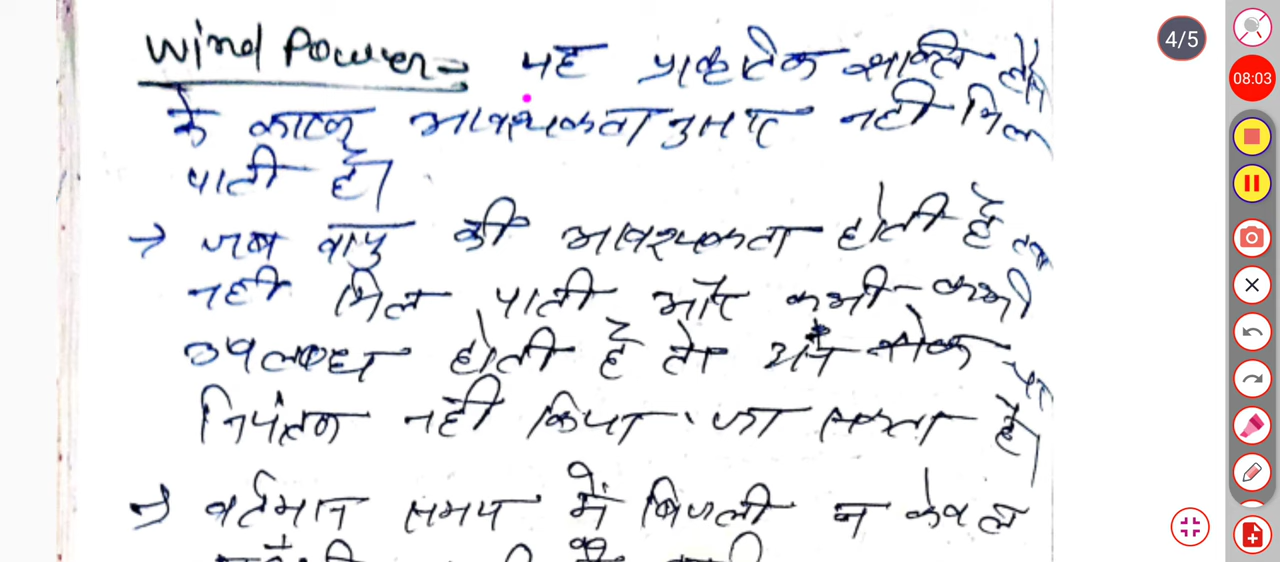 Wind Power= यह प्राकृतिक शक्ति होने
4/5
08:03
के कारण आवश्यकतानुसार नही मिल
पाती है।
→ जब वायु की आवश्यकता होती है तब
नही मिल पाती और कभी-कभी
उपलब्ध होती है तो उसे रोक पा
नियंत्रण नही किया जा सकता है।
→ वर्तमान समय में बिजली न केवल